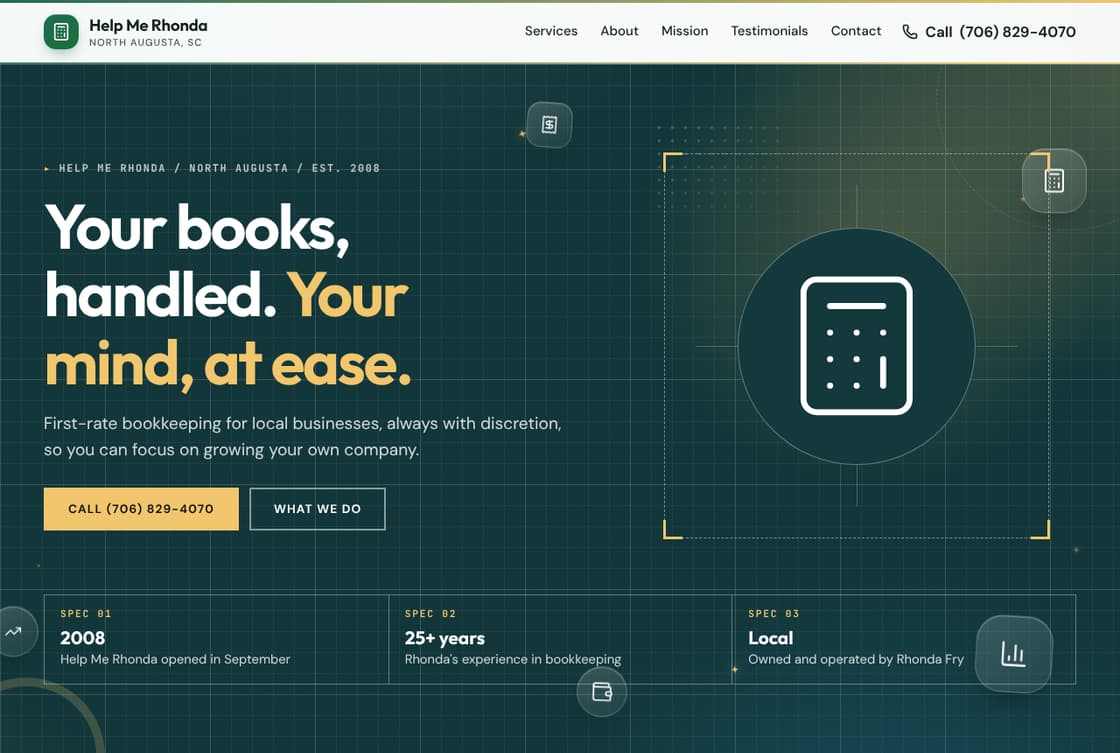 Help Me Rhonda
NORTH AUGUSTA, SC
Services
About
Mission
Testimonials
Contact
Call (706) 829-4070
HELP ME RHONDA / NORTH AUGUSTA / EST. 2008
Your books,
handled. Your
mind, at ease.
First-rate bookkeeping for local businesses, always with discretion,
so you can focus on growing your own company.
CALL (706) 829-4070
WHAT WE DO
SPEC 01
2008
Help Me Rhonda opened in September
SPEC 02
25+ years
Rhonda's experience in bookkeeping
SPEC 03
Local
Owned and operated by Rhonda Fry